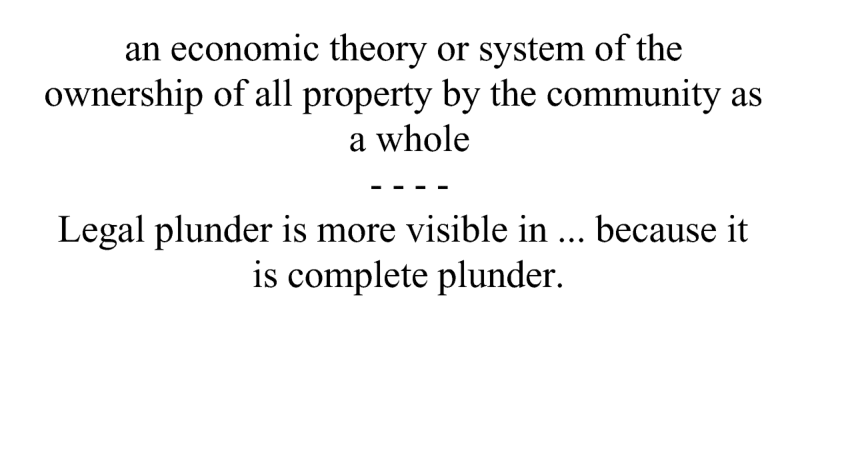 an economic theory or system of the
ownership of all property by the community as
a whole
- - - -
Legal plunder is more visible in ... because it
is complete plunder.